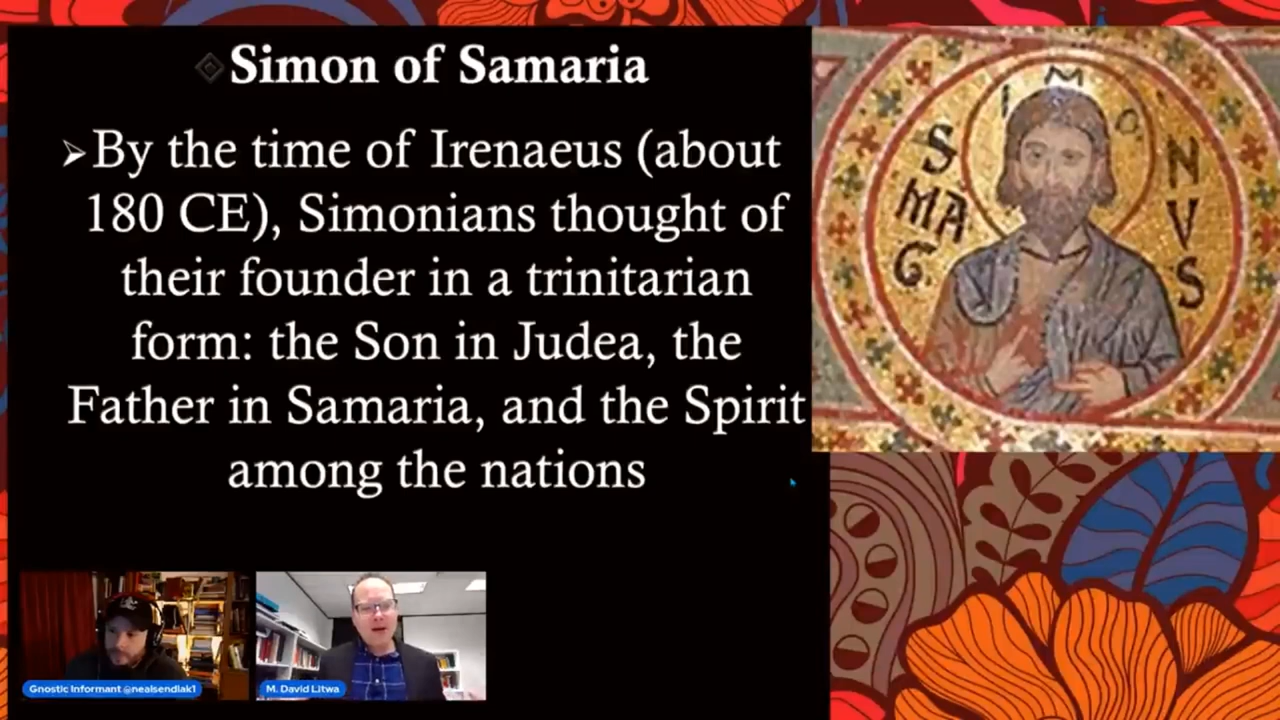 Simon of Samaria
➢By the time of Irenaeus (about
180 CE), Simonians thought of
their founder in a trinitarian
form: the Son in Judea, the
Father in Samaria, and the Spirit
among the nations
S I M O NVS
MA
G.
Gnostic Informant @nealsendlak1
M. David Litwa